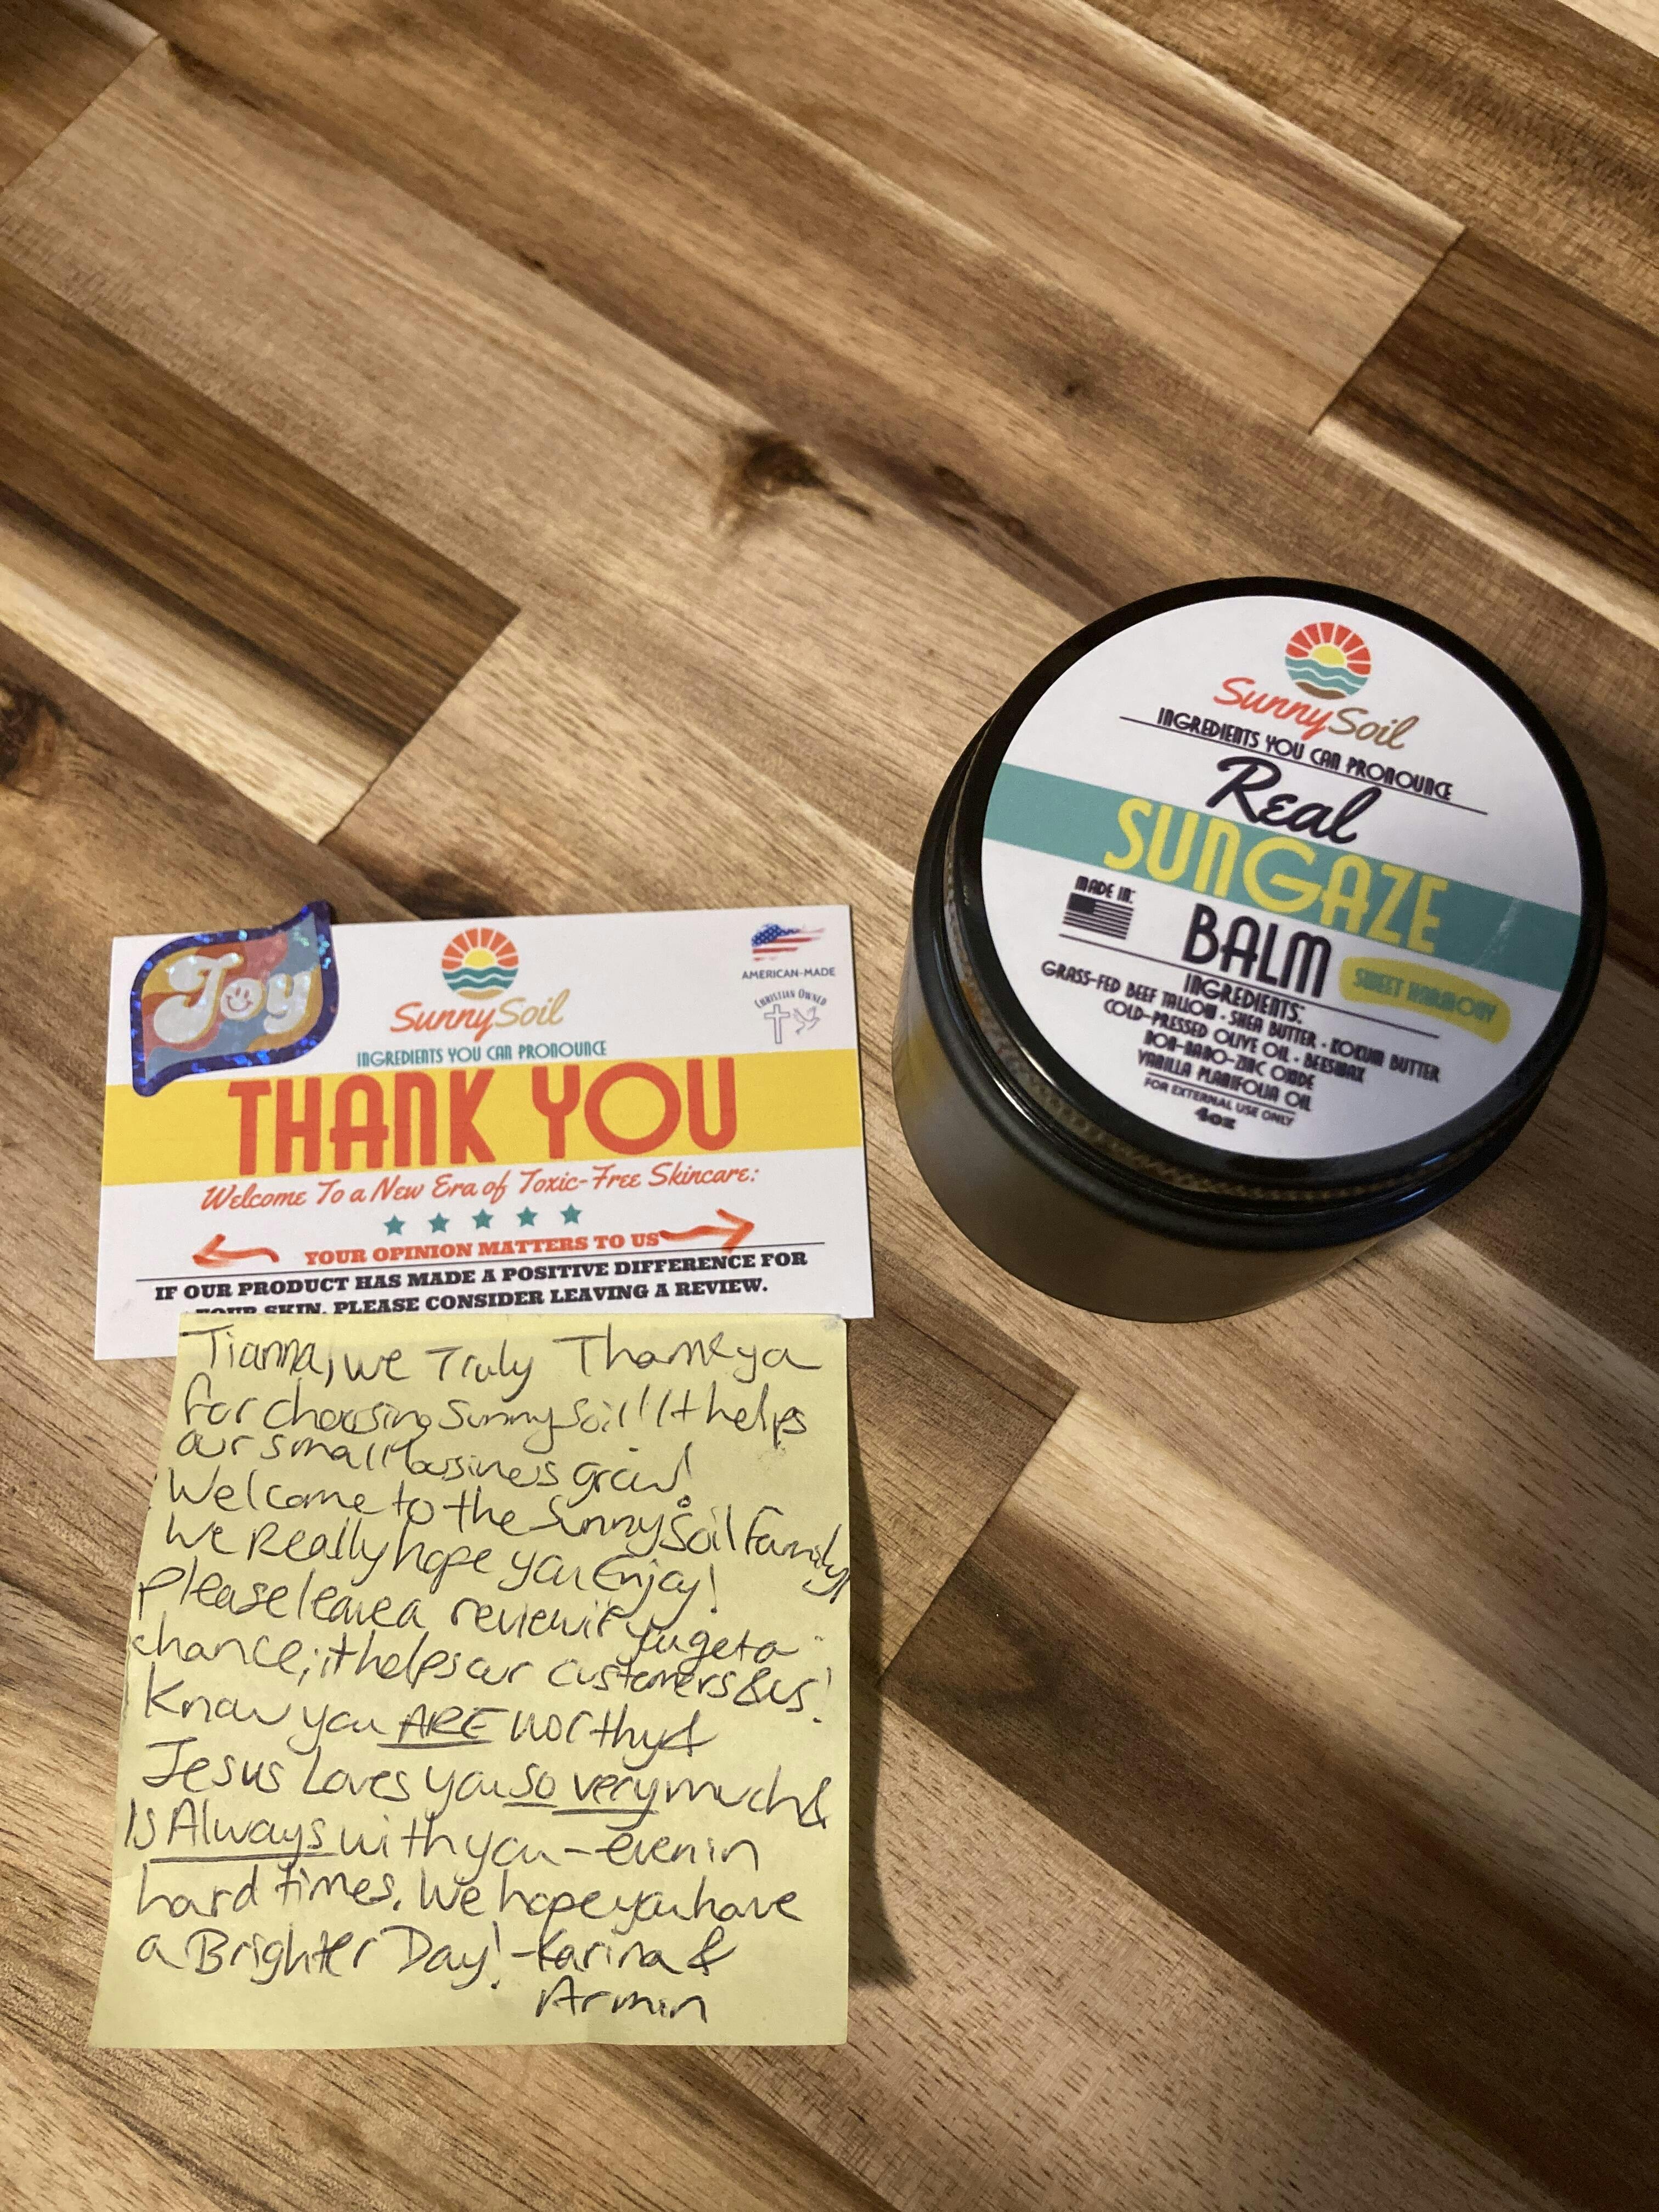 Joy
SunnySoil
INGREDIENTS YOU CAN PRONOUNCE
AMERICAN-MADE
CHRISTIAN OWNED
THANK YOU
Welcome To a New Era of Toxic-Free Skincare:
YOUR OPINION MATTERS TO US
IF OUR PRODUCT HAS MADE A POSITIVE DIFFERENCE FOR
YOUR SKIN, PLEASE CONSIDER LEAVING A REVIEW.
Tianna, we Truly Thank ya
for choosing SunnySoil! It helps
our small business grow!
Welcome to the SunnySoil Family!
We Really hope you Enjoy!
Please leave a review if you get a
chance; it helps our customers & us!
Know you ARE worthy &
Jesus Loves you so very much &
Is Always with you - even in
hard times. We hope you have
a Brighter Day! - Karina &
Armin
SunnySoil
INGREDIENTS YOU CAN PRONOUNCE
Real
SUNGAZE
MADE IN:
BALM
SWEET HARMONY
INGREDIENTS:
GRASS-FED BEEF TALLOW · SHEA BUTTER · KOKUM BUTTER
COLD-PRESSED OLIVE OIL · BEESWAX
NON-NANO-ZINC OXIDE
VANILLA PLANIFOLIA OIL
FOR EXTERNAL USE ONLY
4oz